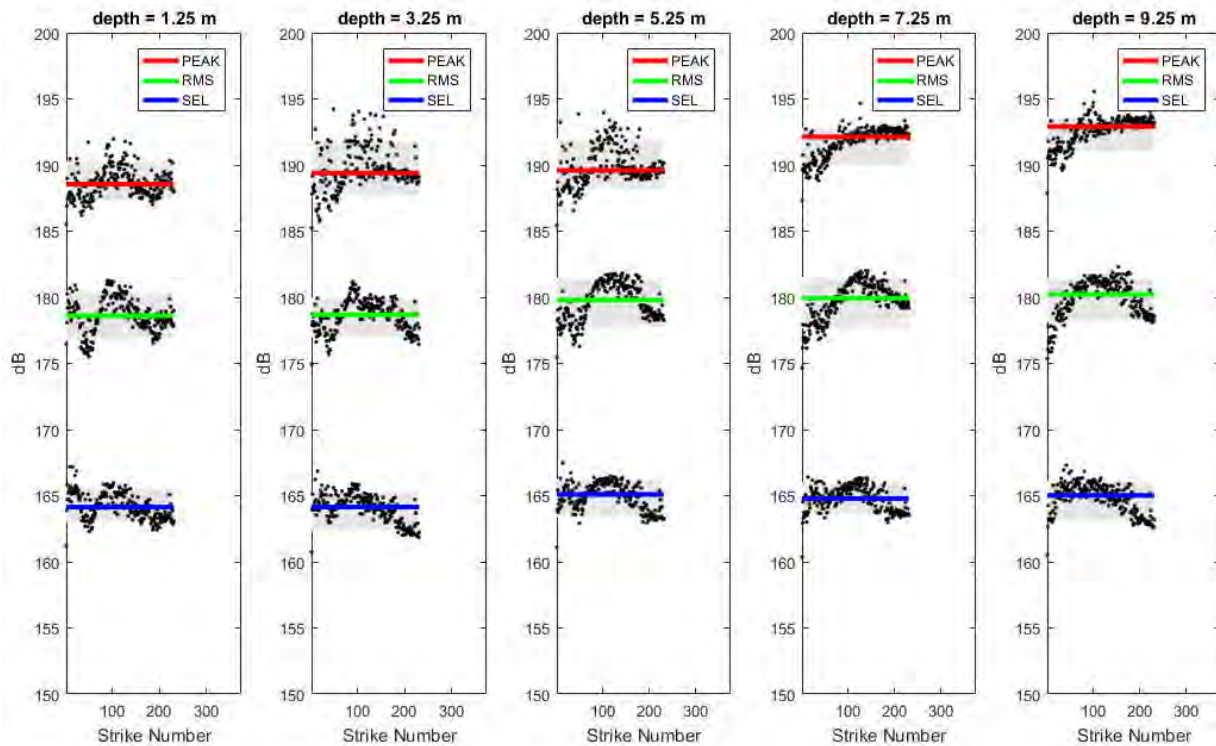 depth = 1.25 m
200
195
190
185
180
175
170
165
160
155
150
dB
PEAK
RMS
SEL
100 200 300
Strike Number
depth = 3.25 m
200
195
190
185
180
175
170
165
160
155
150
dB
PEAK
RMS
SEL
100 200 300
Strike Number
depth = 5.25 m
200
195
190
185
180
175
170
165
160
155
150
dB
PEAK
RMS
SEL
100 200 300
Strike Number
depth = 7.25 m
200
195
190
185
180
175
170
165
160
155
150
dB
PEAK
RMS
SEL
100 200 300
Strike Number
depth = 9.25 m
200
195
190
185
180
175
170
165
160
155
150
dB
PEAK
RMS
SEL
100 200 300
Strike Number